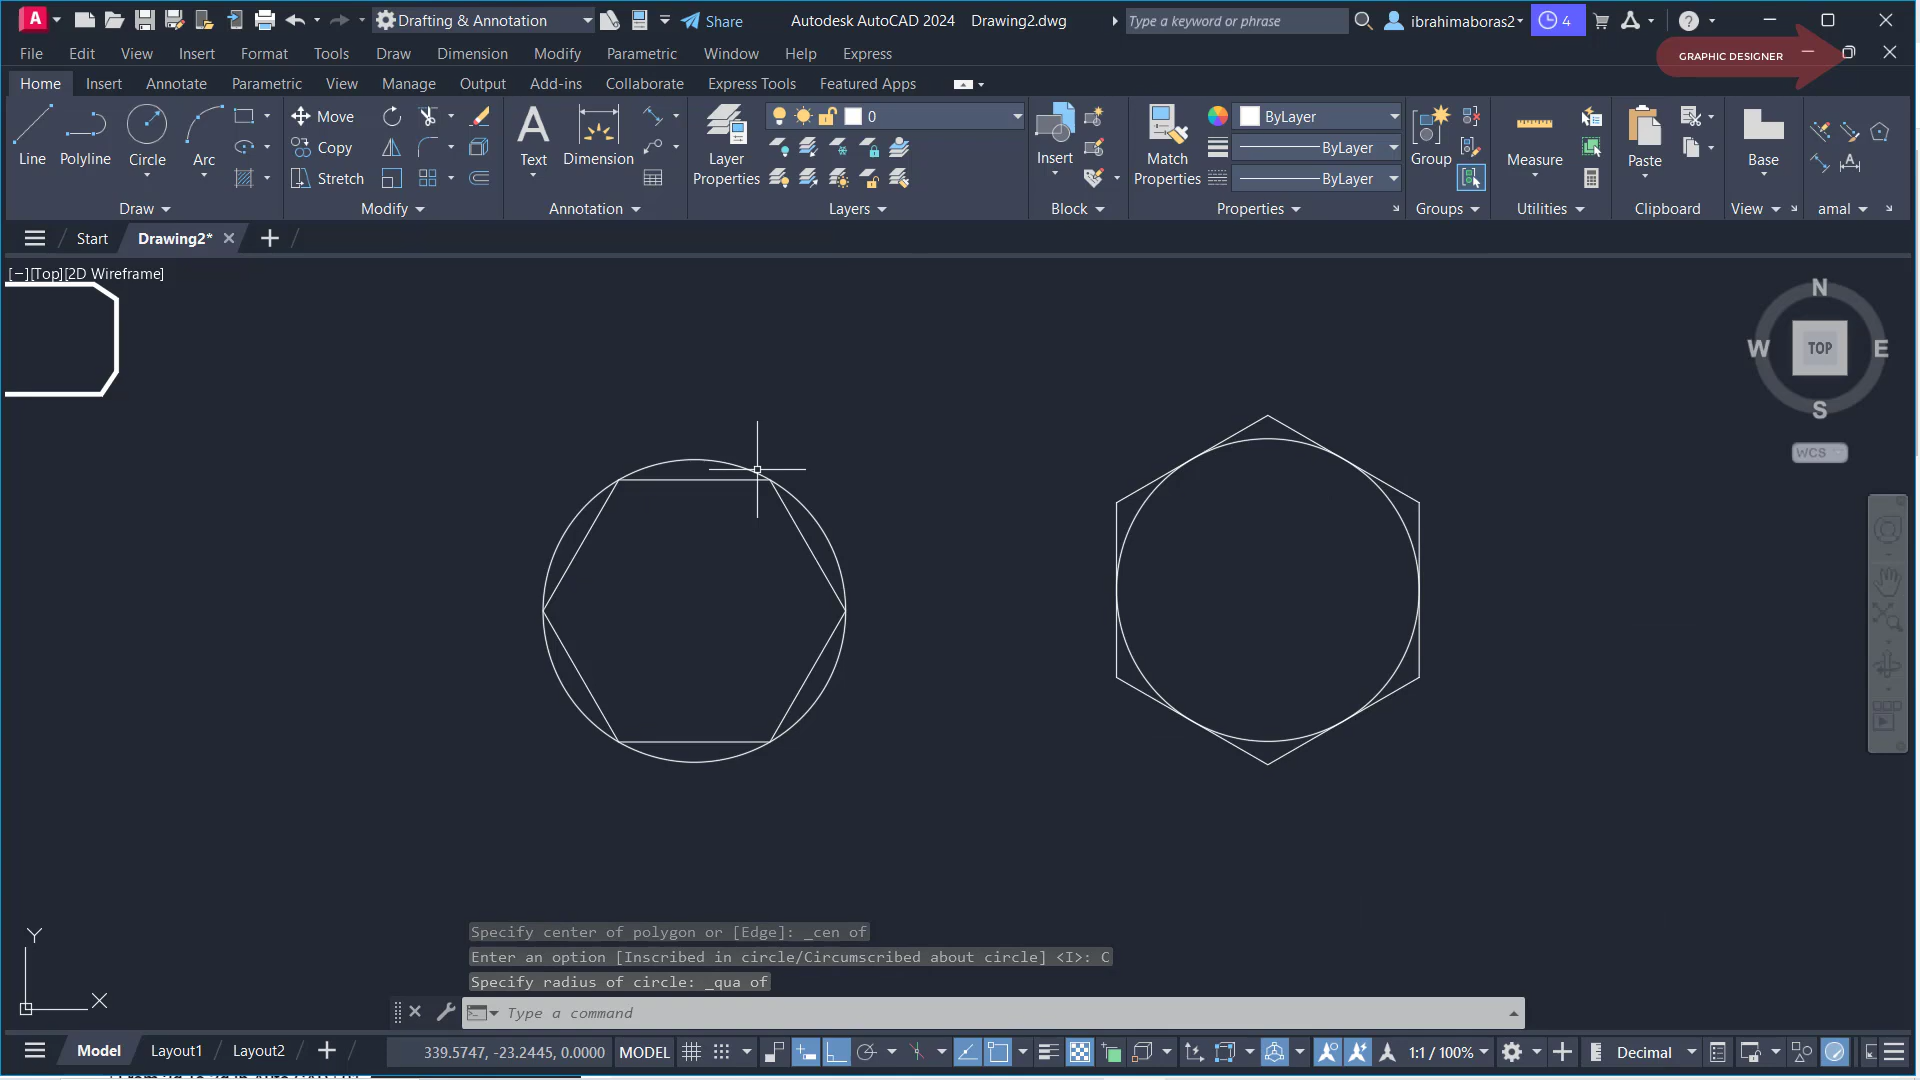 A Drafting & Annotation Share Autodesk AutoCAD 2024 Drawing2.dwg Type a keyword or phrase ibrahimaboras2 4
File Edit View Insert Format Tools Draw Dimension Modify Parametric Window Help Express GRAPHIC DESIGNER
Home Insert Annotate Parametric View Manage Output Add-ins Collaborate Express Tools Featured Apps
Move 0 ByLayer
Line Polyline Circle Arc Copy Text Dimension Layer Properties Insert Match Properties ByLayer Group Measure Paste Base
Stretch ByLayer
Draw Modify Annotation Layers Block Properties Groups Utilities Clipboard View amal
Start Drawing2* +
[−][Top][2D Wireframe]
N
W TOP E
S
WCS
Y
X
Specify center of polygon or [Edge]: _cen of
Enter an option [Inscribed in circle/Circumscribed about circle] <I>: C
Specify radius of circle: _qua of
Type a command
Model Layout1 Layout2 + 339.5747, -23.2445, 0.0000 MODEL 1:1 / 100% Decimal